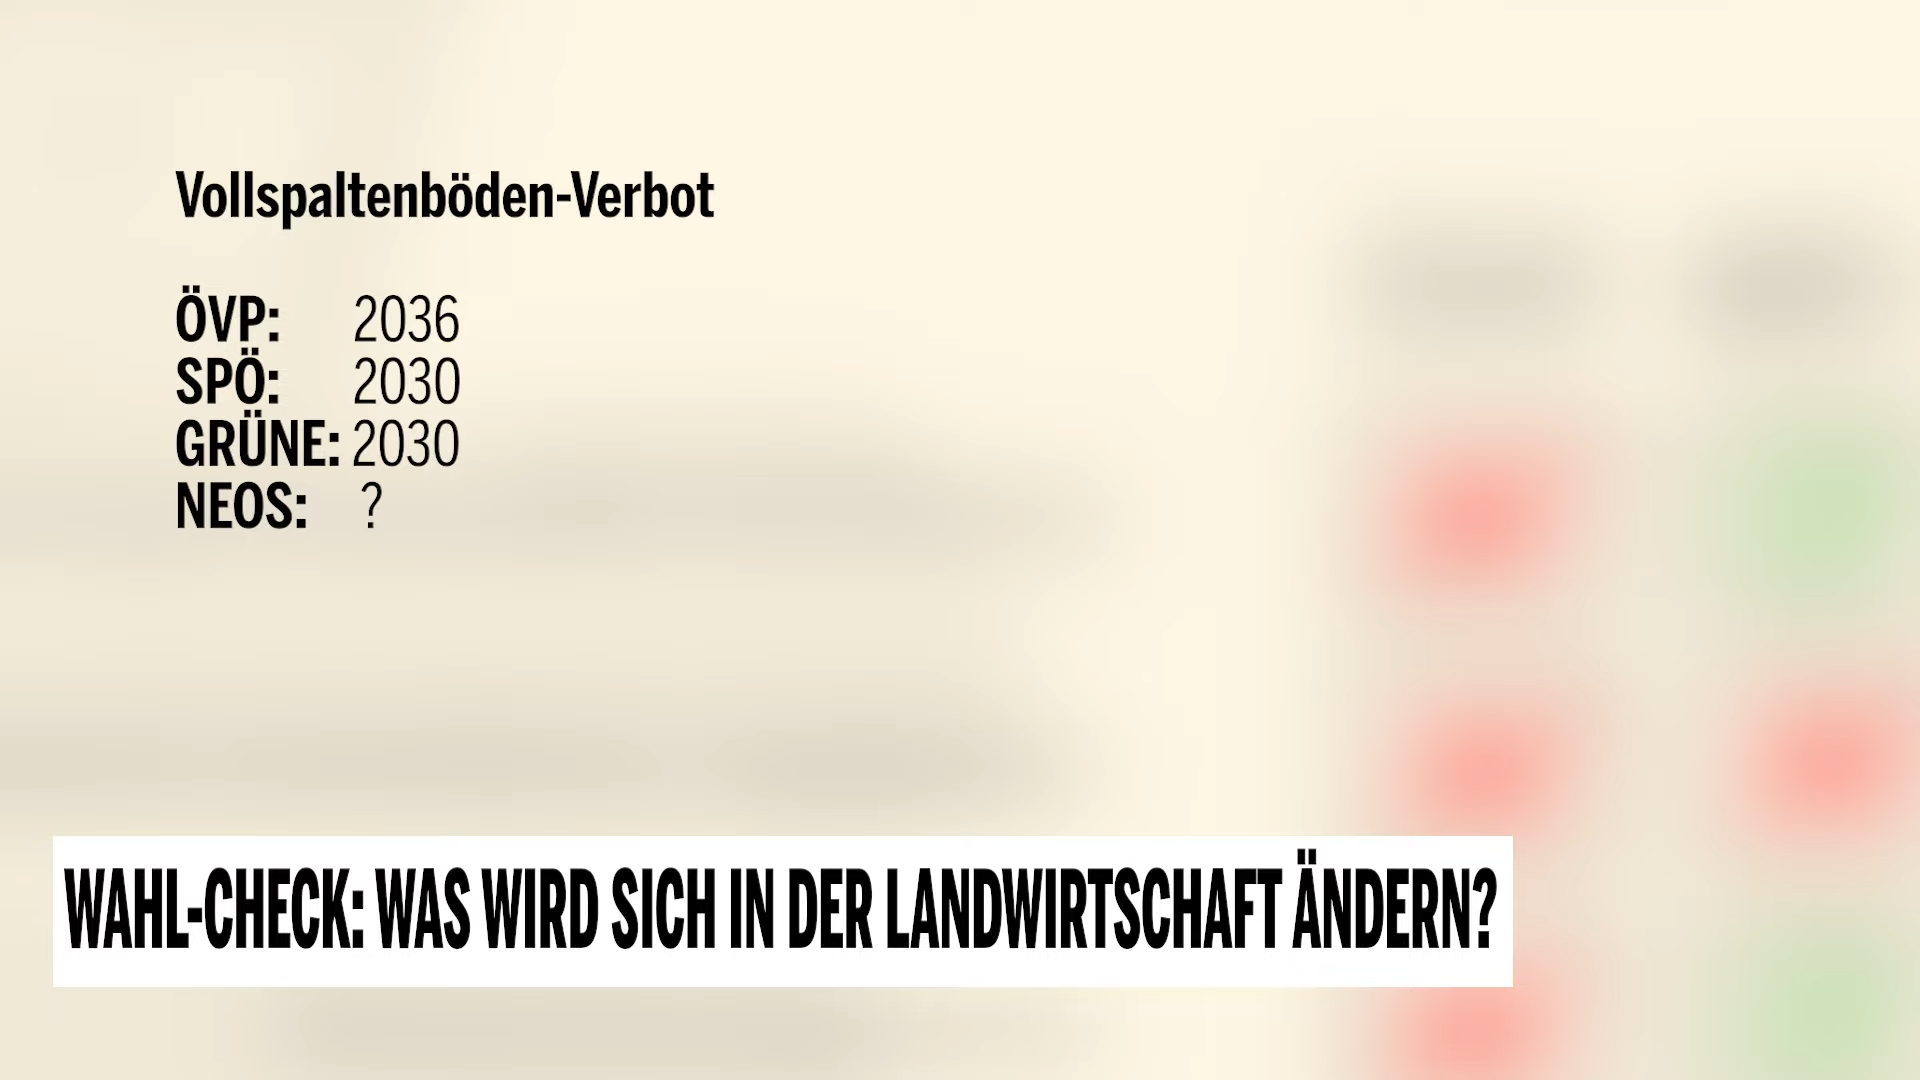 Vollspaltenböden-Verbot
ÖVP: 2036
SPÖ: 2030
GRÜNE: 2030
NEOS: ?
WAHL-CHECK: WAS WIRD SICH IN DER LANDWIRTSCHAFT ÄNDERN?